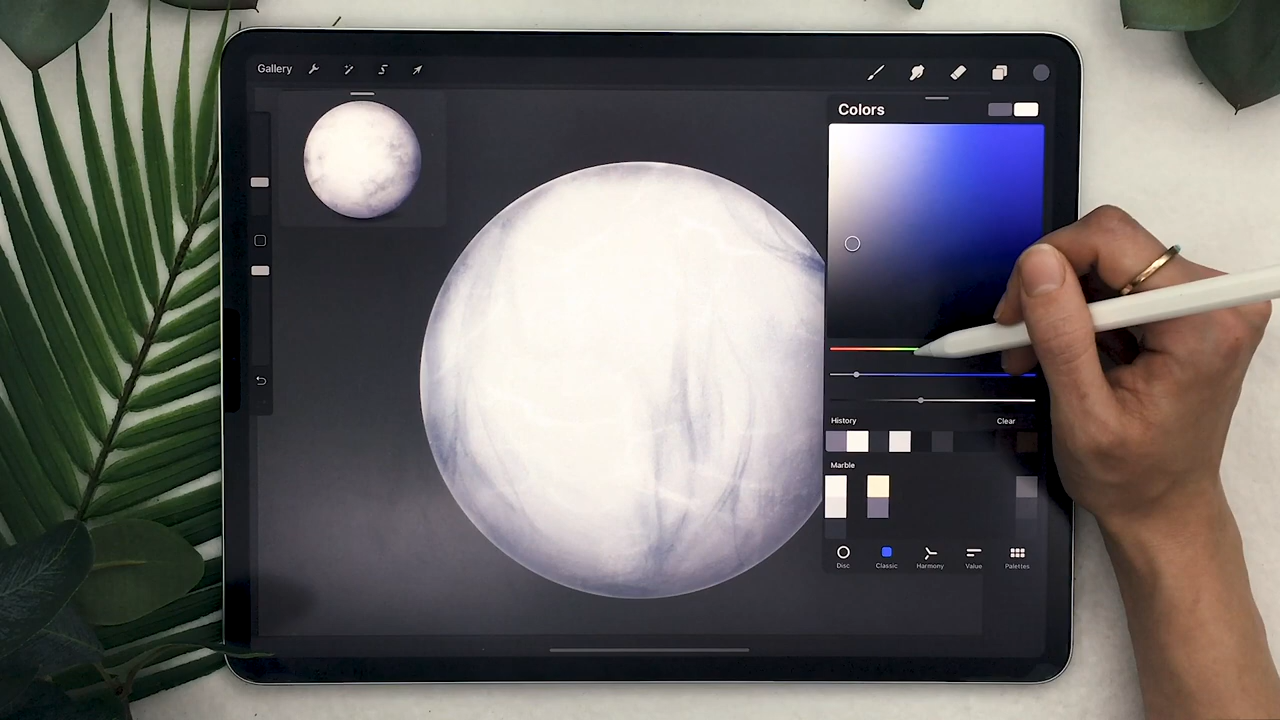 Gallery
Colors
History
Clear
Marble
Disc
Classic
Harmony
Value
Palettes